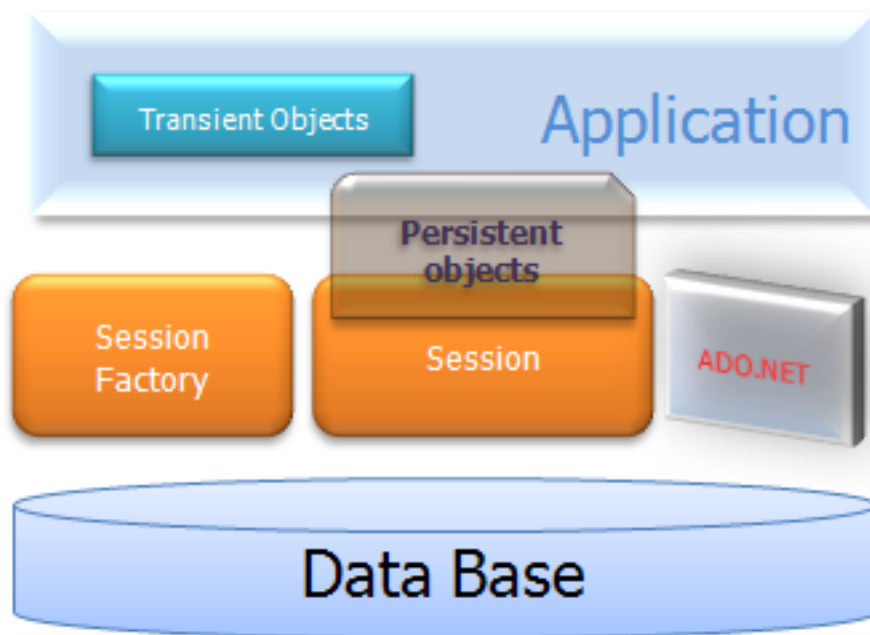 Transient Objects
Application
Persistent
objects
Session
Factory
Session
ADO.NET
Data Base